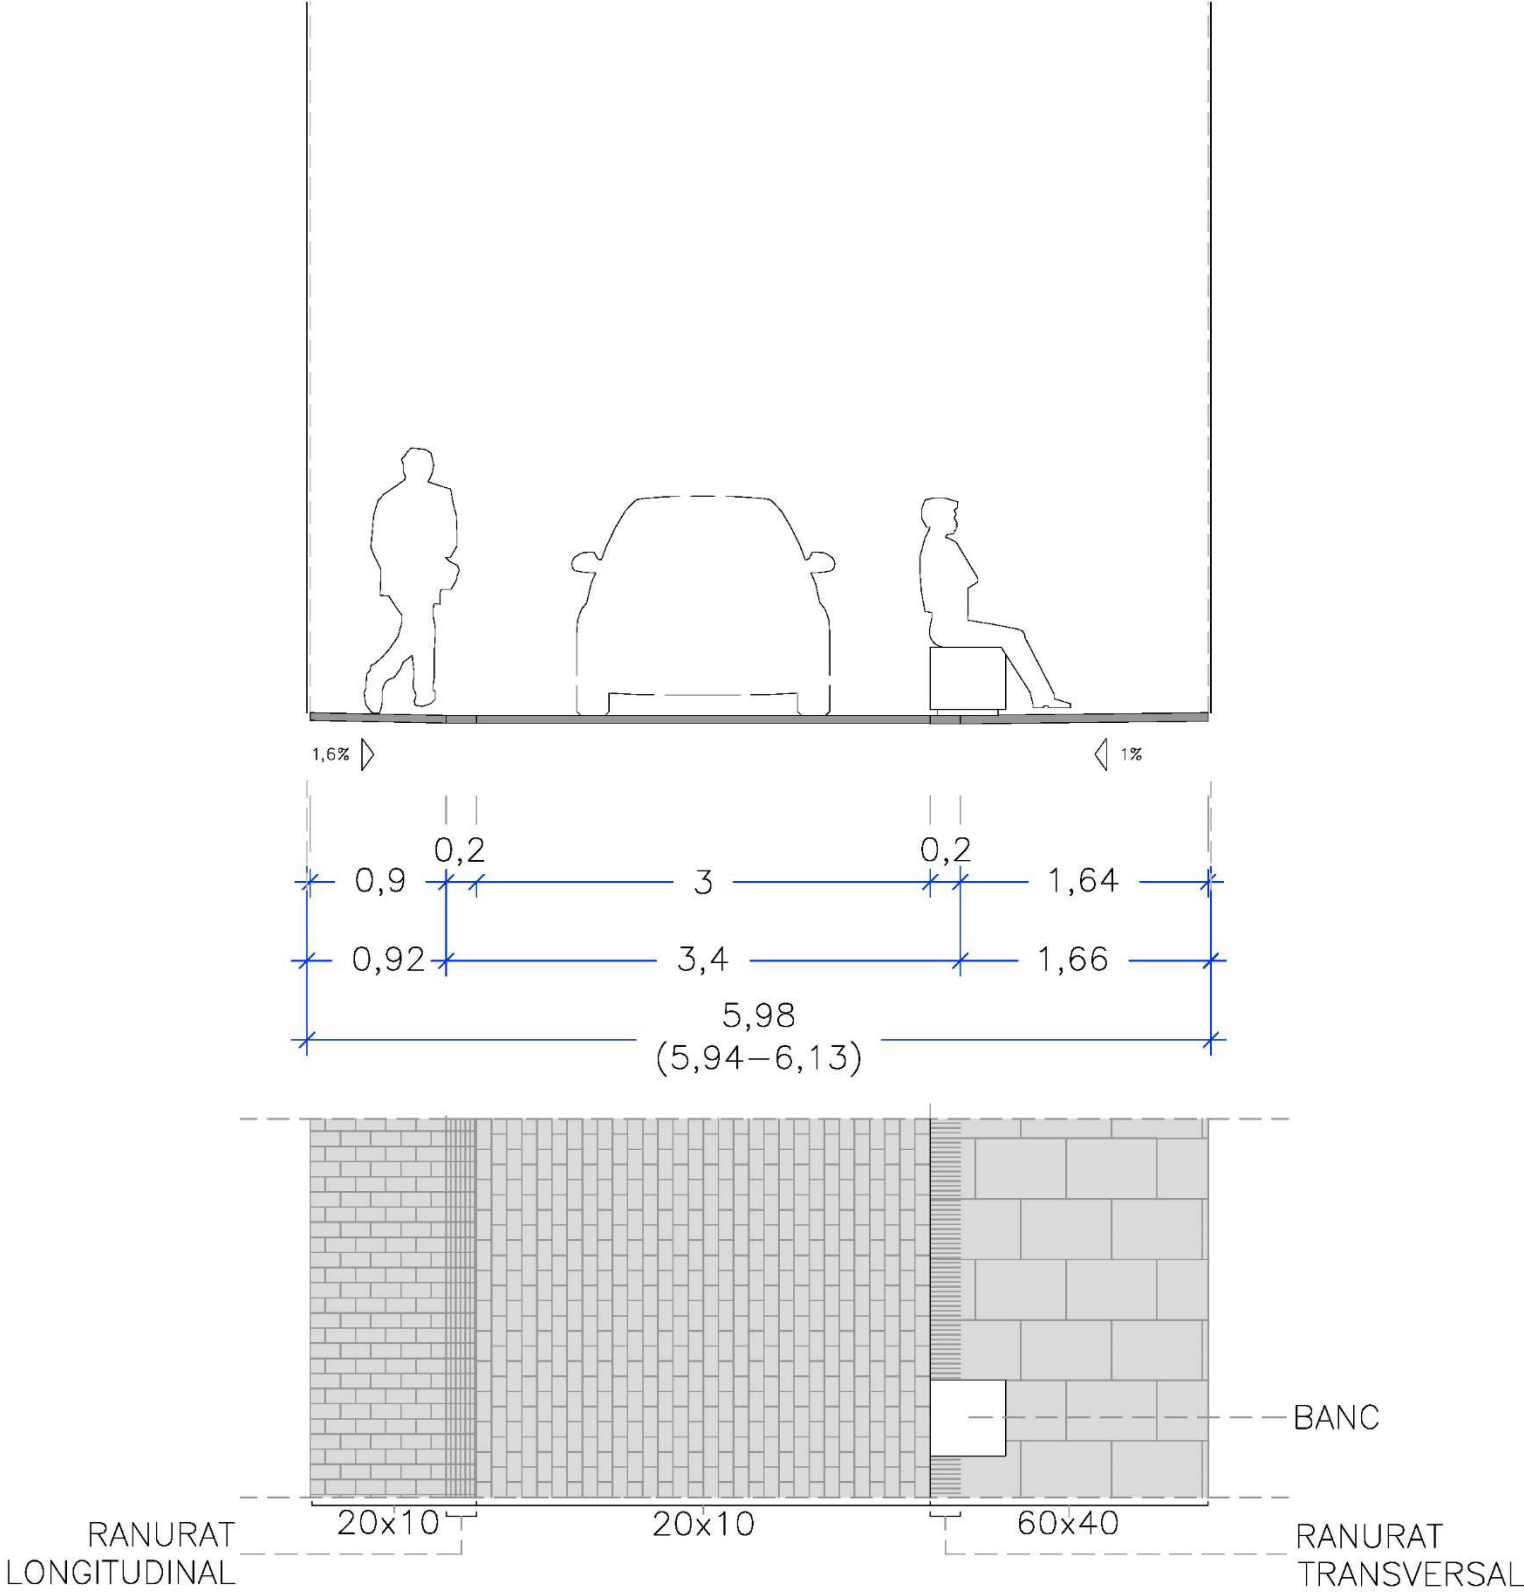 1,6%
1%
0,2
0,2
0,9
3
1,64
0,92
3,4
1,66
5,98
(5,94-6,13)
BANC
20x10
20x10
60x40
RANURAT
LONGITUDINAL
RANURAT
TRANSVERSAL